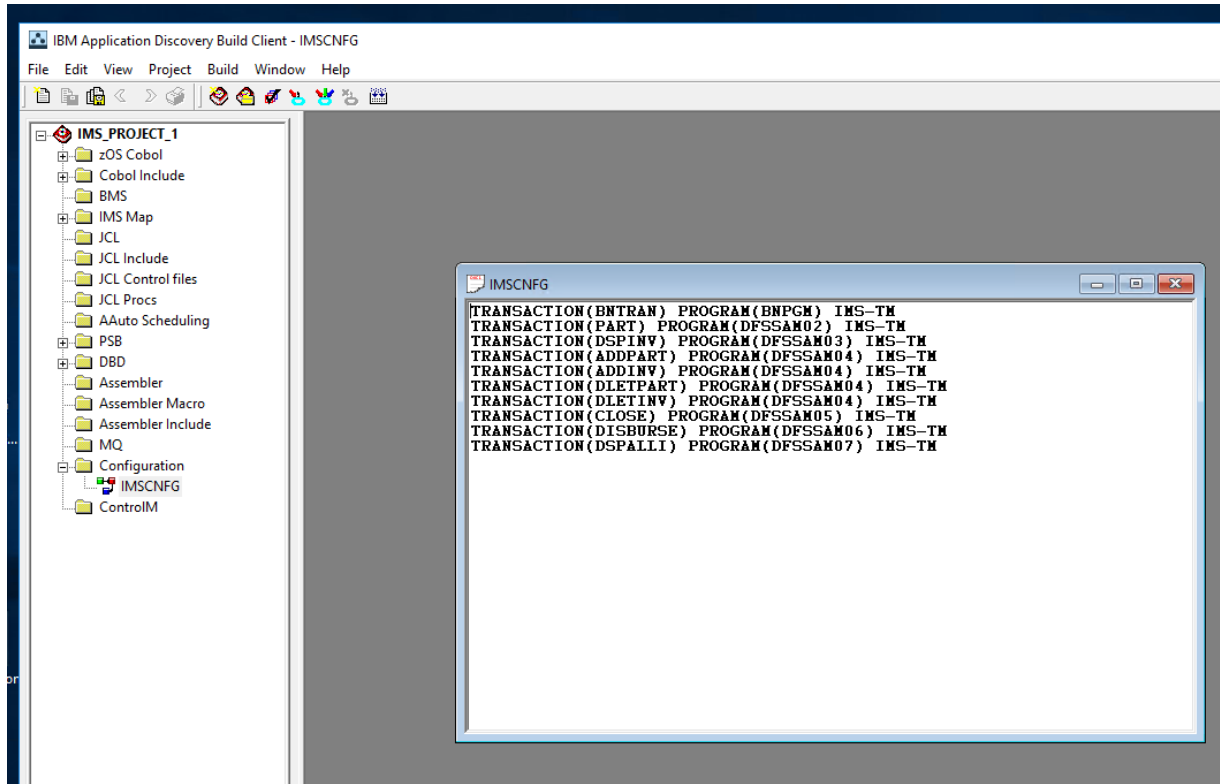 IBM Application Discovery Build Client - IMSCNFG
File Edit View Project Build Window Help
IMS_PROJECT_1
zOS Cobol
Cobol Include
BMS
IMS Map
JCL
JCL Include
JCL Control files
JCL Procs
AAuto Scheduling
PSB
DBD
Assembler
Assembler Macro
Assembler Include
MQ
Configuration
IMSCNFG
ControlM
IMSCNFG
TRANSACTION(BNTRAN) PROGRAM(BNPGM) IMS-TM
TRANSACTION(PART) PROGRAM(DFSSAM02) IMS-TM
TRANSACTION(DSPINV) PROGRAM(DFSSAM03) IMS-TM
TRANSACTION(ADDPART) PROGRAM(DFSSAM04) IMS-TM
TRANSACTION(ADDINV) PROGRAM(DFSSAM04) IMS-TM
TRANSACTION(DLETPART) PROGRAM(DFSSAM04) IMS-TM
TRANSACTION(DLETINV) PROGRAM(DFSSAM04) IMS-TM
TRANSACTION(CLOSE) PROGRAM(DFSSAM05) IMS-TM
TRANSACTION(DISBURSE) PROGRAM(DFSSAM06) IMS-TM
TRANSACTION(DSPALLI) PROGRAM(DFSSAM07) IMS-TM